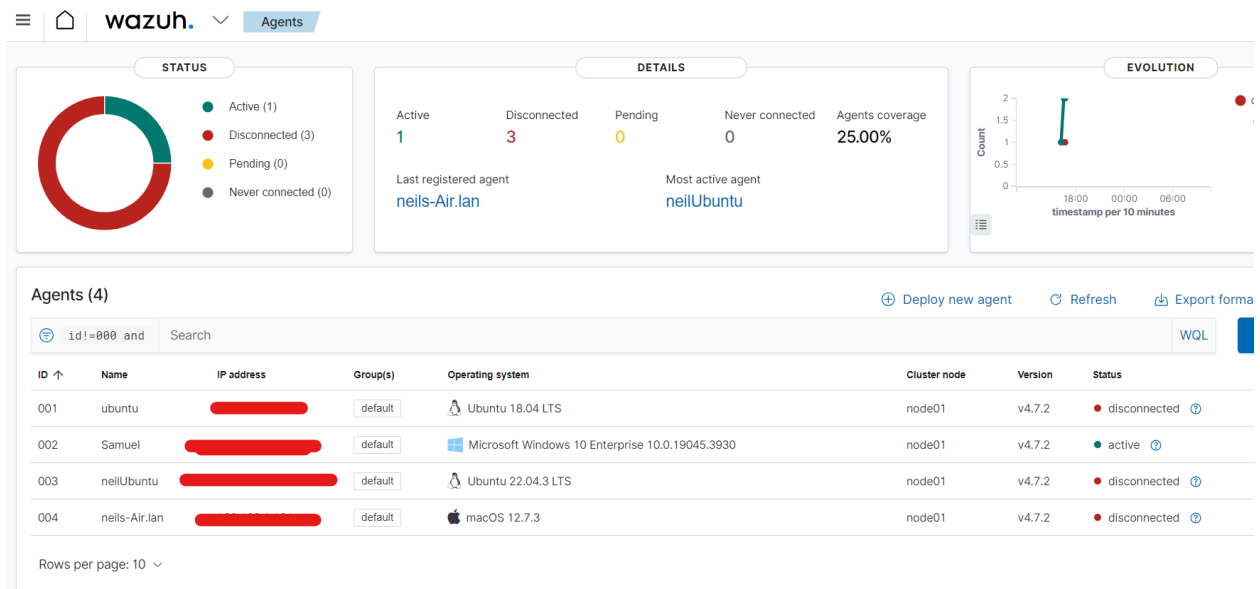 wazuh. Agents
STATUS
Active (1)
Disconnected (3)
Pending (0)
Never connected (0)
DETAILS
Active Disconnected Pending Never connected Agents coverage
1 3 0 0 25.00%
Last registered agent Most active agent
neils-Air.lan neilUbuntu
EVOLUTION
2
1.5
1
0.5
0
Count
18:00 00:00 06:00
timestamp per 10 minutes
Agents (4)
Deploy new agent Refresh Export forma
id!=000 and Search WQL
ID Name IP address Group(s) Operating system Cluster node Version Status
001 ubuntu default Ubuntu 18.04 LTS node01 v4.7.2 disconnected
002 Samuel default Microsoft Windows 10 Enterprise 10.0.19045.3930 node01 v4.7.2 active
003 neilUbuntu default Ubuntu 22.04.3 LTS node01 v4.7.2 disconnected
004 neils-Air.lan default macOS 12.7.3 node01 v4.7.2 disconnected
Rows per page: 10